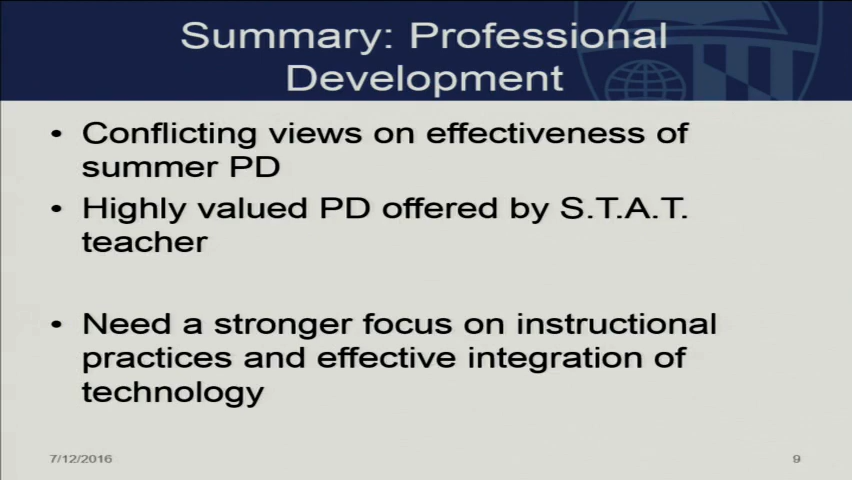 Summary: Professional
Development
• Conflicting views on effectiveness of
summer PD
• Highly valued PD offered by S.T.A.T.
teacher
• Need a stronger focus on instructional
practices and effective integration of
technology
7/12/2016
9